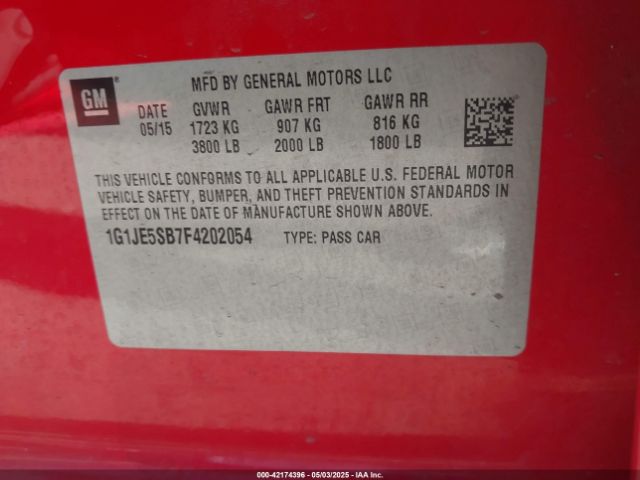 GM
MFD BY GENERAL MOTORS LLC
DATE GVWR GAWR FRT GAWR RR
05/15 1723 KG 907 KG 816 KG
3800 LB 2000 LB 1800 LB
THIS VEHICLE CONFORMS TO ALL APPLICABLE U.S. FEDERAL MOTOR
VEHICLE SAFETY, BUMPER, AND THEFT PREVENTION STANDARDS IN
EFFECT ON THE DATE OF MANUFACTURE SHOWN ABOVE.
1G1JE5SB7F4202054 TYPE: PASS CAR
000-42174396 - 05/03/2025 - IAA Inc.